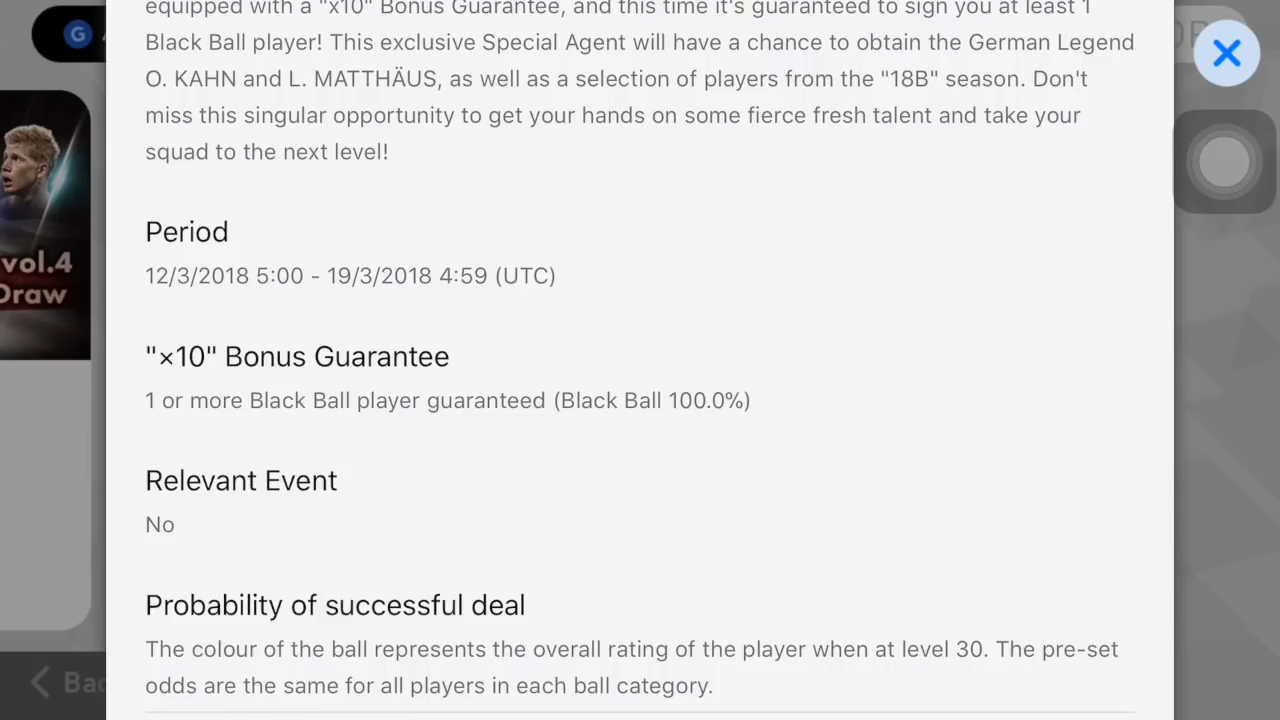 equipped with a "x10" Bonus Guarantee, and this time it's guaranteed to sign you at least 1
Black Ball player! This exclusive Special Agent will have a chance to obtain the German Legend
O. KAHN and L. MATTHÄUS, as well as a selection of players from the "18B" season. Don't
miss this singular opportunity to get your hands on some fierce fresh talent and take your
squad to the next level!
Period
12/3/2018 5:00 - 19/3/2018 4:59 (UTC)
"×10" Bonus Guarantee
1 or more Black Ball player guaranteed (Black Ball 100.0%)
Relevant Event
No
Probability of successful deal
The colour of the ball represents the overall rating of the player when at level 30. The pre-set
odds are the same for all players in each ball category.
G
vol.4
Draw